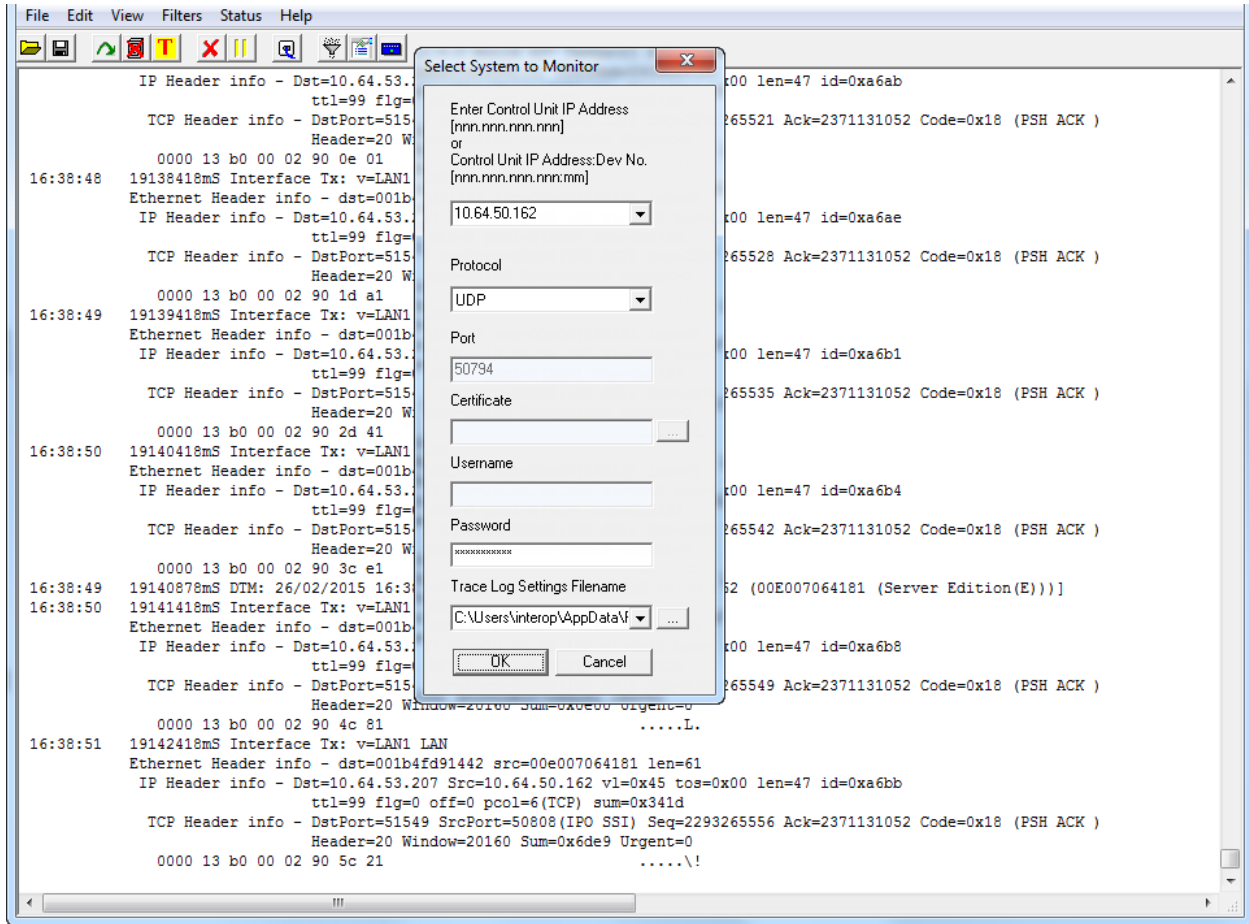 File Edit View Filters Status Help
T
Select System to Monitor
IP Header info - Dst=10.64.53. x00 len=47 id=0xa6ab
ttl=99 flg=
TCP Header info - DstPort=515 265521 Ack=2371131052 Code=0x18 (PSH ACK )
Header=20
0000 13 b0 00 02 90 0e 01
16:38:48 19138418mS Interface Tx: v=LAN1
Ethernet Header info - dst=001b
IP Header info - Dst=10.64.53. x00 len=47 id=0xa6ae
ttl=99 flg=
TCP Header info - DstPort=515 265528 Ack=2371131052 Code=0x18 (PSH ACK )
Header=20
0000 13 b0 00 02 90 1d a1
16:38:49 19139418mS Interface Tx: v=LAN1
Ethernet Header info - dst=001b
IP Header info - Dst=10.64.53. x00 len=47 id=0xa6b1
ttl=99 flg=
TCP Header info - DstPort=515 265535 Ack=2371131052 Code=0x18 (PSH ACK )
Header=20
0000 13 b0 00 02 90 2d 41
16:38:50 19140418mS Interface Tx: v=LAN1
Ethernet Header info - dst=001b
IP Header info - Dst=10.64.53. x00 len=47 id=0xa6b4
ttl=99 flg=
TCP Header info - DstPort=515 265542 Ack=2371131052 Code=0x18 (PSH ACK )
Header=20
0000 13 b0 00 02 90 3c e1
16:38:49 19140878mS DTM: 26/02/2015 16:3 52 (00E007064181 (Server Edition(E)))]
16:38:50 19141418mS Interface Tx: v=LAN1
Ethernet Header info - dst=001b
IP Header info - Dst=10.64.53. x00 len=47 id=0xa6b8
ttl=99 flg=
TCP Header info - DstPort=515 265549 Ack=2371131052 Code=0x18 (PSH ACK )
Header=20 Window=20160 Sum=0x6e00 Urgent=0
0000 13 b0 00 02 90 4c 81 .....L.
16:38:51 19142418mS Interface Tx: v=LAN1 LAN
Ethernet Header info - dst=001b4fd91442 src=00e007064181 len=61
IP Header info - Dst=10.64.53.207 Src=10.64.50.162 vl=0x45 tos=0x00 len=47 id=0xa6bb
ttl=99 flg=0 off=0 pcol=6(TCP) sum=0x341d
TCP Header info - DstPort=51549 SrcPort=50808(IPO SSI) Seq=2293265556 Ack=2371131052 Code=0x18 (PSH ACK )
Header=20 Window=20160 Sum=0x6de9 Urgent=0
0000 13 b0 00 02 90 5c 21 .....\!
Enter Control Unit IP Address
[nnn.nnn.nnn.nnn]
or
Control Unit IP Address:Dev No.
[nnn.nnn.nnn.nnn:mm]
10.64.50.162
Protocol
UDP
Port
50794
Certificate
...
Username
Password
xxxxxxxxxxx
Trace Log Settings Filename
C:\Users\interop\AppData\F
...
OK Cancel